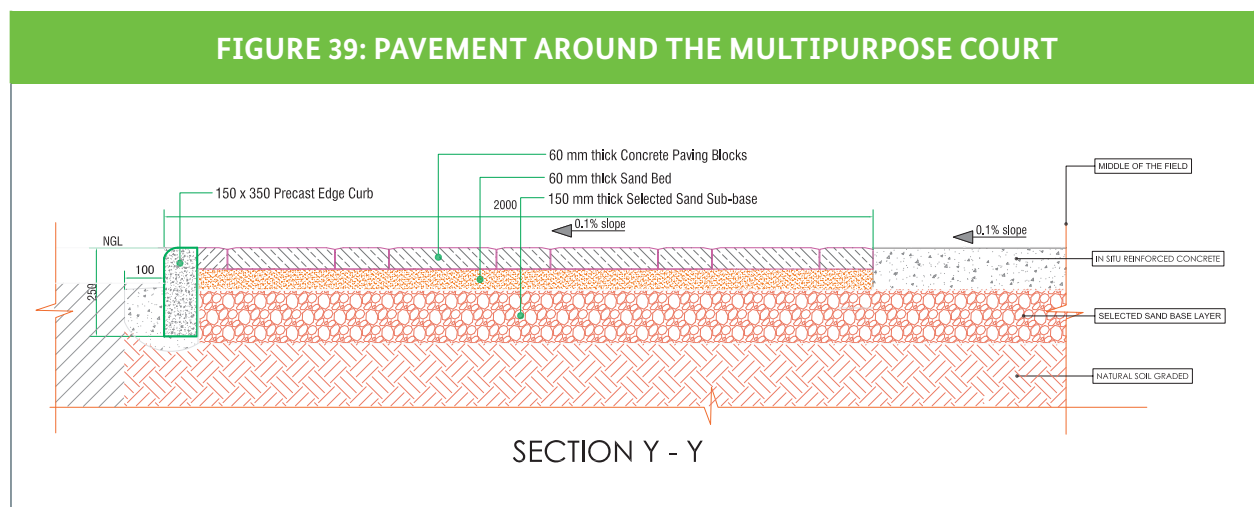 FIGURE 39: PAVEMENT AROUND THE MULTIPURPOSE COURT
60 mm thick Concrete Paving Blocks
60 mm thick Sand Bed
150 mm thick Selected Sand Sub-base
150 x 350 Precast Edge Curb
2000
0.1% slope
0.1% slope
MIDDLE OF THE FIELD
NGL
IN SITU REINFORCED CONCRETE
100
250
SELECTED SAND BASE LAYER
NATURAL SOIL GRADED
SECTION Y - Y